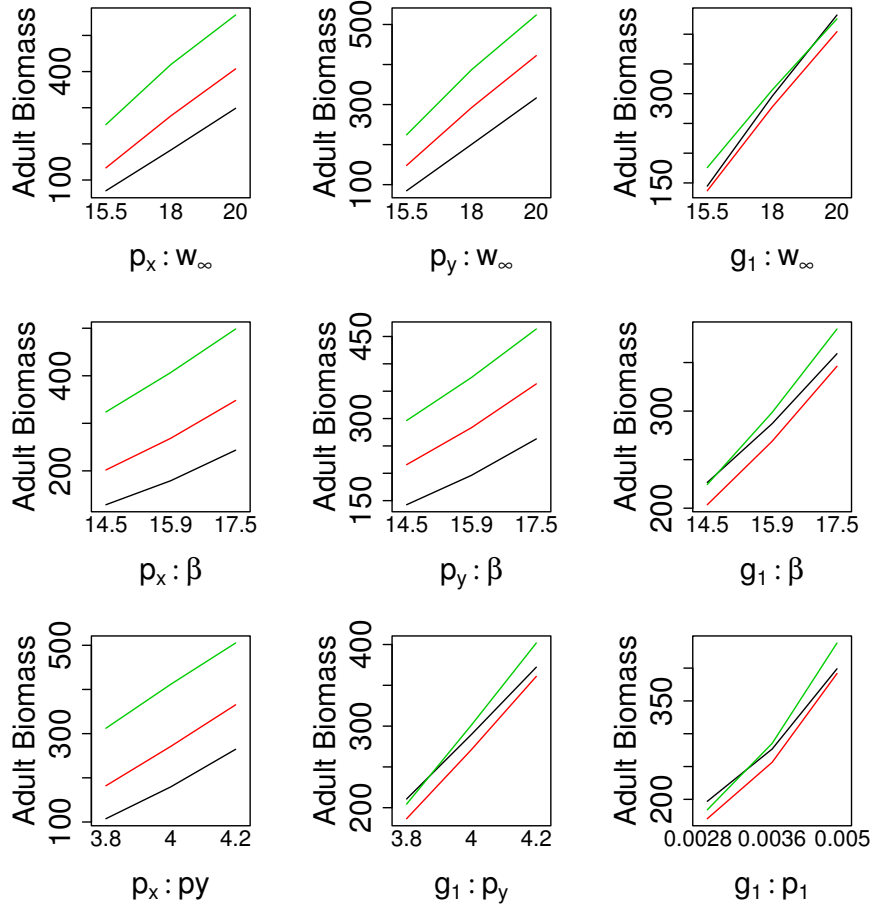 Adult Biomass
100 400
15.5 18 20
pₓ : w∞
Adult Biomass
100 300 500
15.5 18 20
p_y : w∞
Adult Biomass
150 300
15.5 18 20
g₁ : w∞
Adult Biomass
200 400
14.5 15.9 17.5
pₓ : β
Adult Biomass
150 300 450
14.5 15.9 17.5
p_y : β
Adult Biomass
200 300
14.5 15.9 17.5
g₁ : β
Adult Biomass
100 300 500
3.8 4 4.2
pₓ : py
Adult Biomass
200 300 400
3.8 4 4.2
g₁ : p_y
Adult Biomass
200 350
0.0028 0.0036 0.005
g₁ : p₁